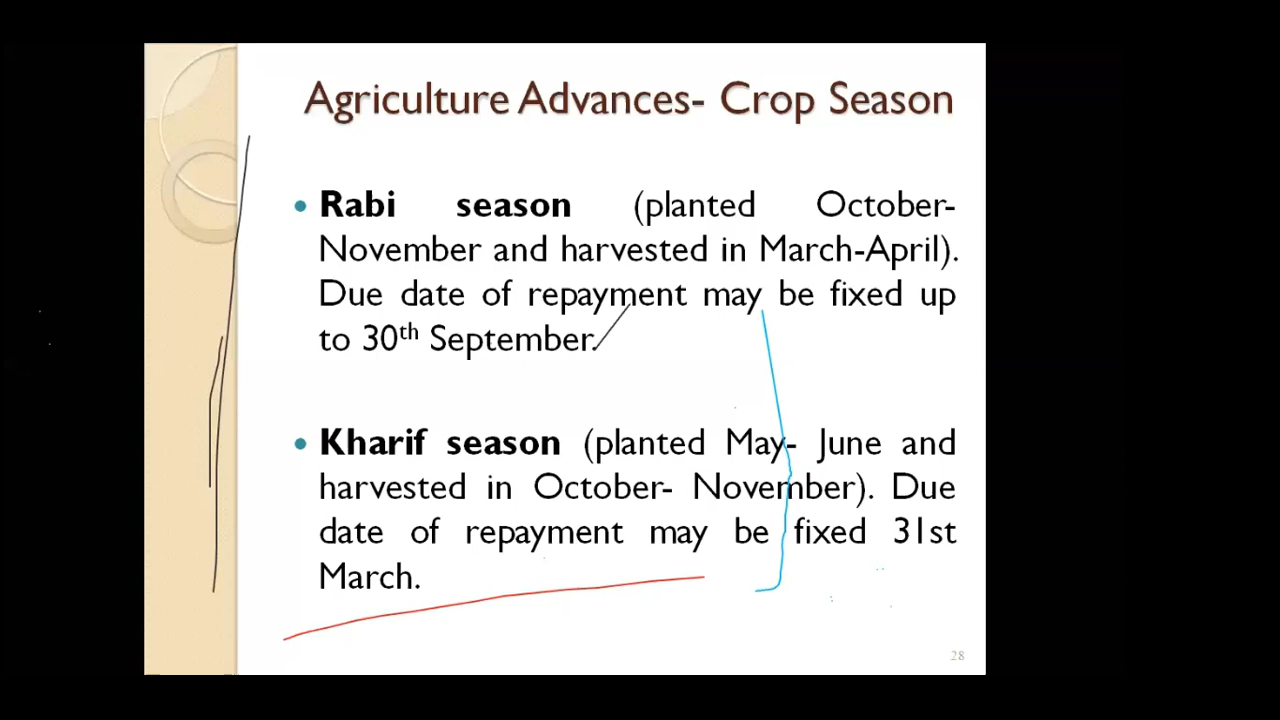 Agriculture Advances- Crop Season
• Rabi season (planted October-
November and harvested in March-April).
Due date of repayment may be fixed up
to 30th September.
• Kharif season (planted May- June and
harvested in October- November). Due
date of repayment may be fixed 31st
March.
28